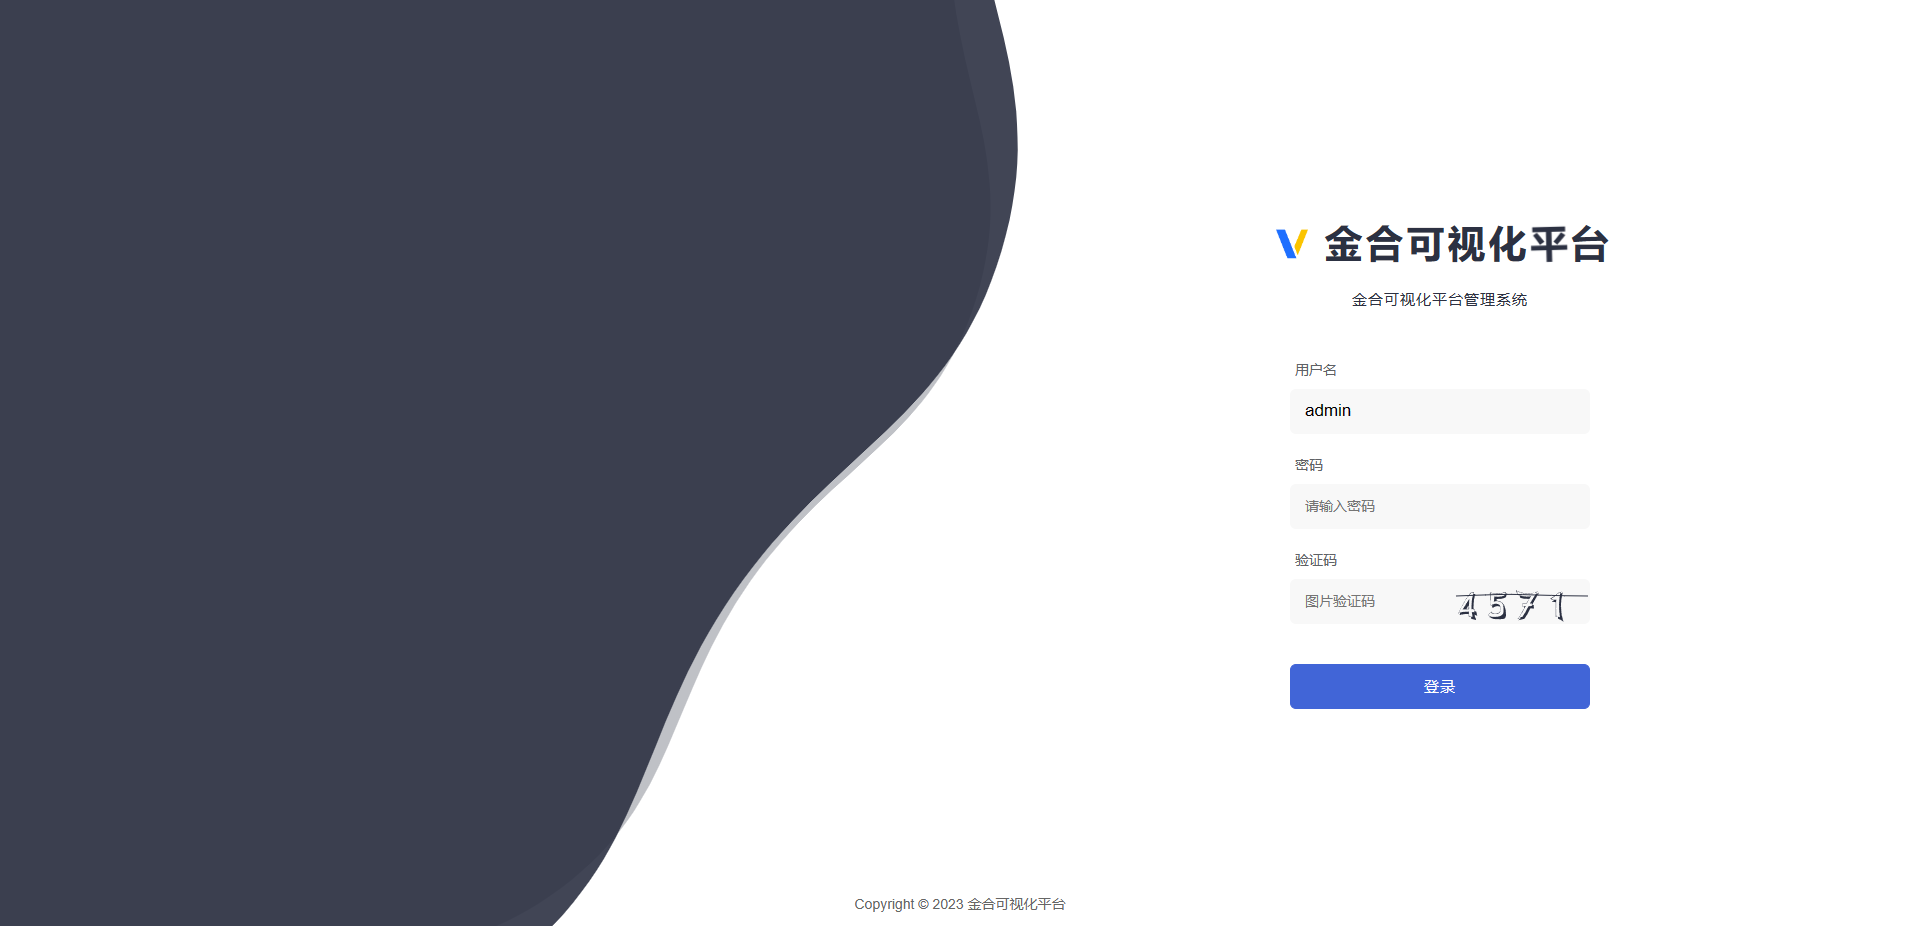 金合可视化平台
金合可视化平台管理系统
用户名
admin
密码
请输入密码
验证码
图片验证码 4571
登录
Copyright © 2023 金合可视化平台